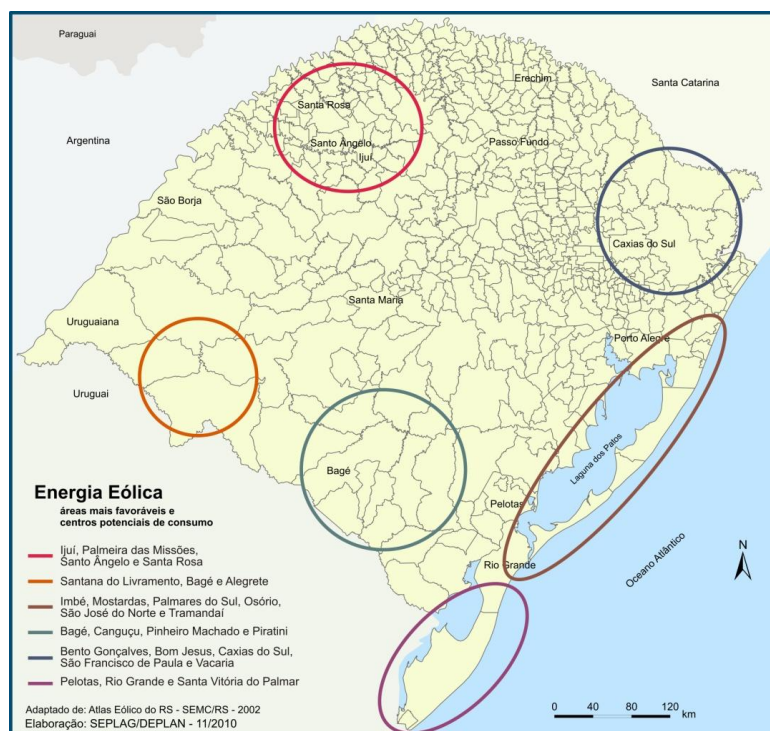 Paraguai
Santa Catarina
Erechim
Santa Rosa
Argentina
Santo Ângelo
Passo Fundo
Ijuí
São Borja
Caxias do Sul
Santa Maria
Uruguaiana
Porto Alegre
Uruguai
Laguna dos Patos
Bagé
Pelotas
Rio Grande
Oceano Atlântico
N
Energia Eólica
áreas mais favoráveis e
centros potenciais de consumo
Ijuí, Palmeira das Missões,
Santo Ângelo e Santa Rosa
Santana do Livramento, Bagé e Alegrete
Imbé, Mostardas, Palmares do Sul, Osório,
São José do Norte e Tramandaí
Bagé, Canguçu, Pinheiro Machado e Piratini
Bento Gonçalves, Bom Jesus, Caxias do Sul,
São Francisco de Paula e Vacaria
Pelotas, Rio Grande e Santa Vitória do Palmar
Adaptado de: Atlas Eólico do RS - SEMC/RS - 2002
Elaboração: SEPLAG/DEPLAN - 11/2010
0 40 80 120
km